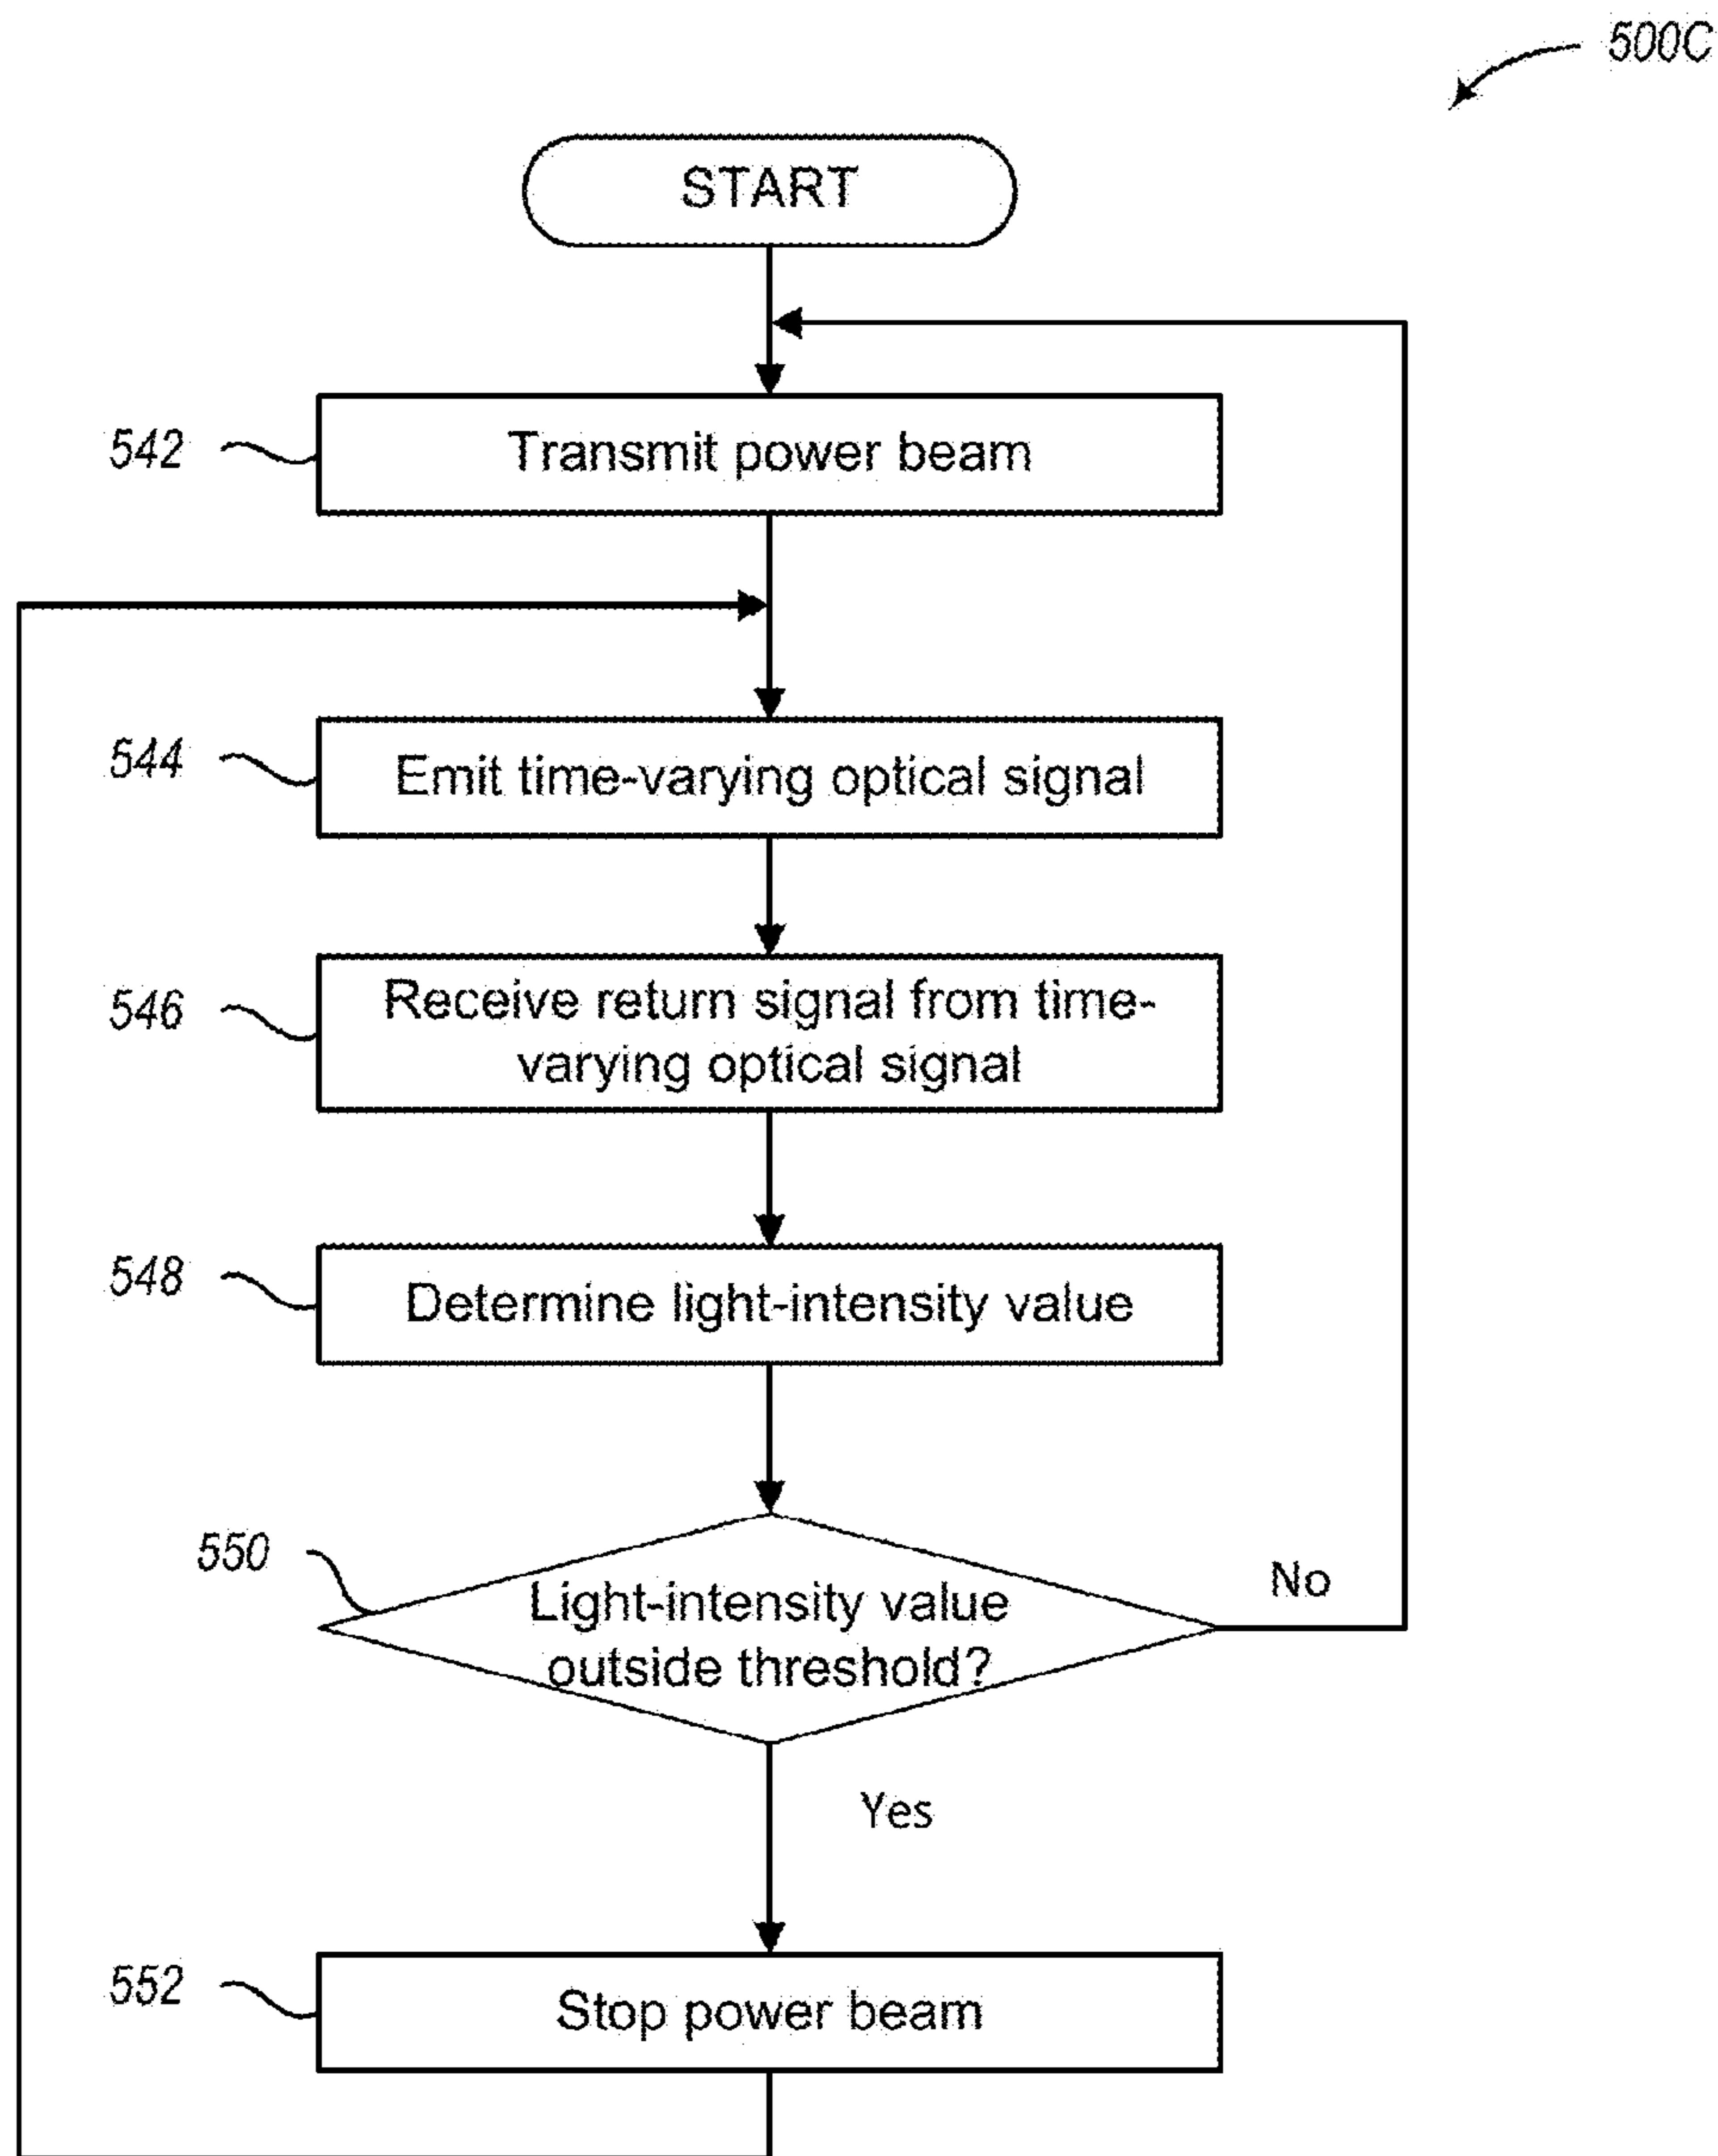 500C
START
542
Transmit power beam
544
Emit time-varying optical signal
546
Receive return signal from time-
varying optical signal
548
Determine light-intensity value
550
Light-intensity value
outside threshold?
No
Yes
552
Stop power beam